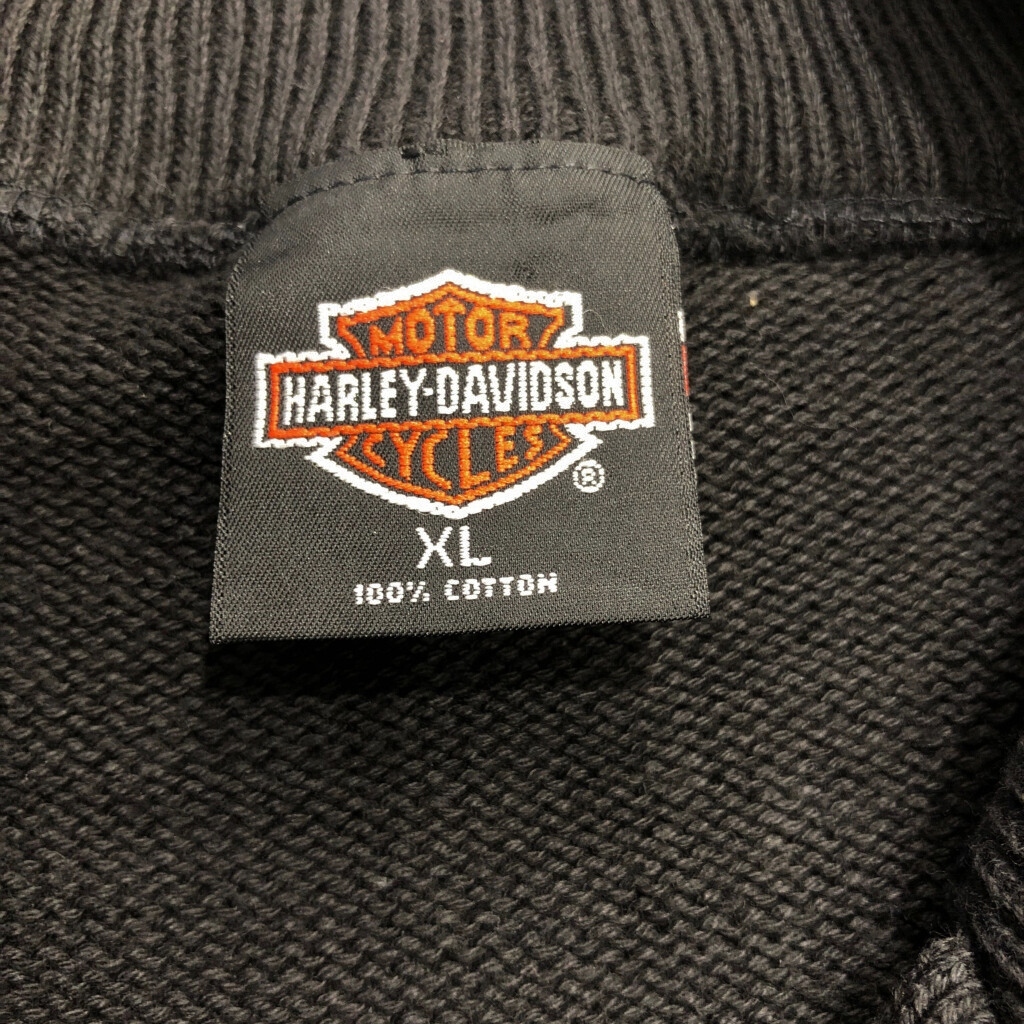 MOTOR
HARLEY-DAVIDSON
CYCLES
®
XL
100% COTTON